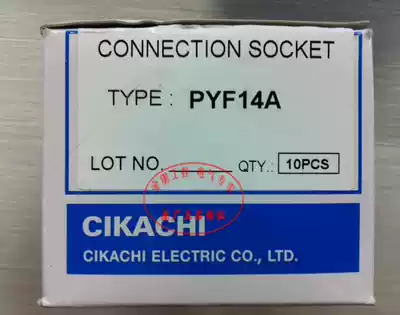 CONNECTION SOCKET
TYPE : PYF14A
LOT NO. QTY.: 10PCS
CIKACHI
CIKACHI ELECTRIC CO., LTD.